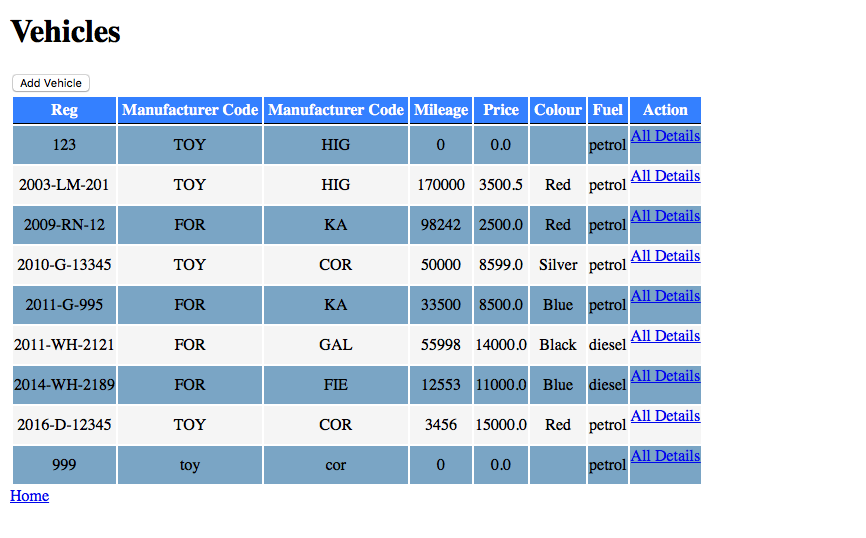 Vehicles
Add Vehicle
Reg Manufacturer Code Manufacturer Code Mileage Price Colour Fuel Action
123 TOY HIG 0 0.0 petrol All Details
2003-LM-201 TOY HIG 170000 3500.5 Red petrol All Details
2009-RN-12 FOR KA 98242 2500.0 Red petrol All Details
2010-G-13345 TOY COR 50000 8599.0 Silver petrol All Details
2011-G-995 FOR KA 33500 8500.0 Blue petrol All Details
2011-WH-2121 FOR GAL 55998 14000.0 Black diesel All Details
2014-WH-2189 FOR FIE 12553 11000.0 Blue diesel All Details
2016-D-12345 TOY COR 3456 15000.0 Red petrol All Details
999 toy cor 0 0.0 petrol All Details
Home